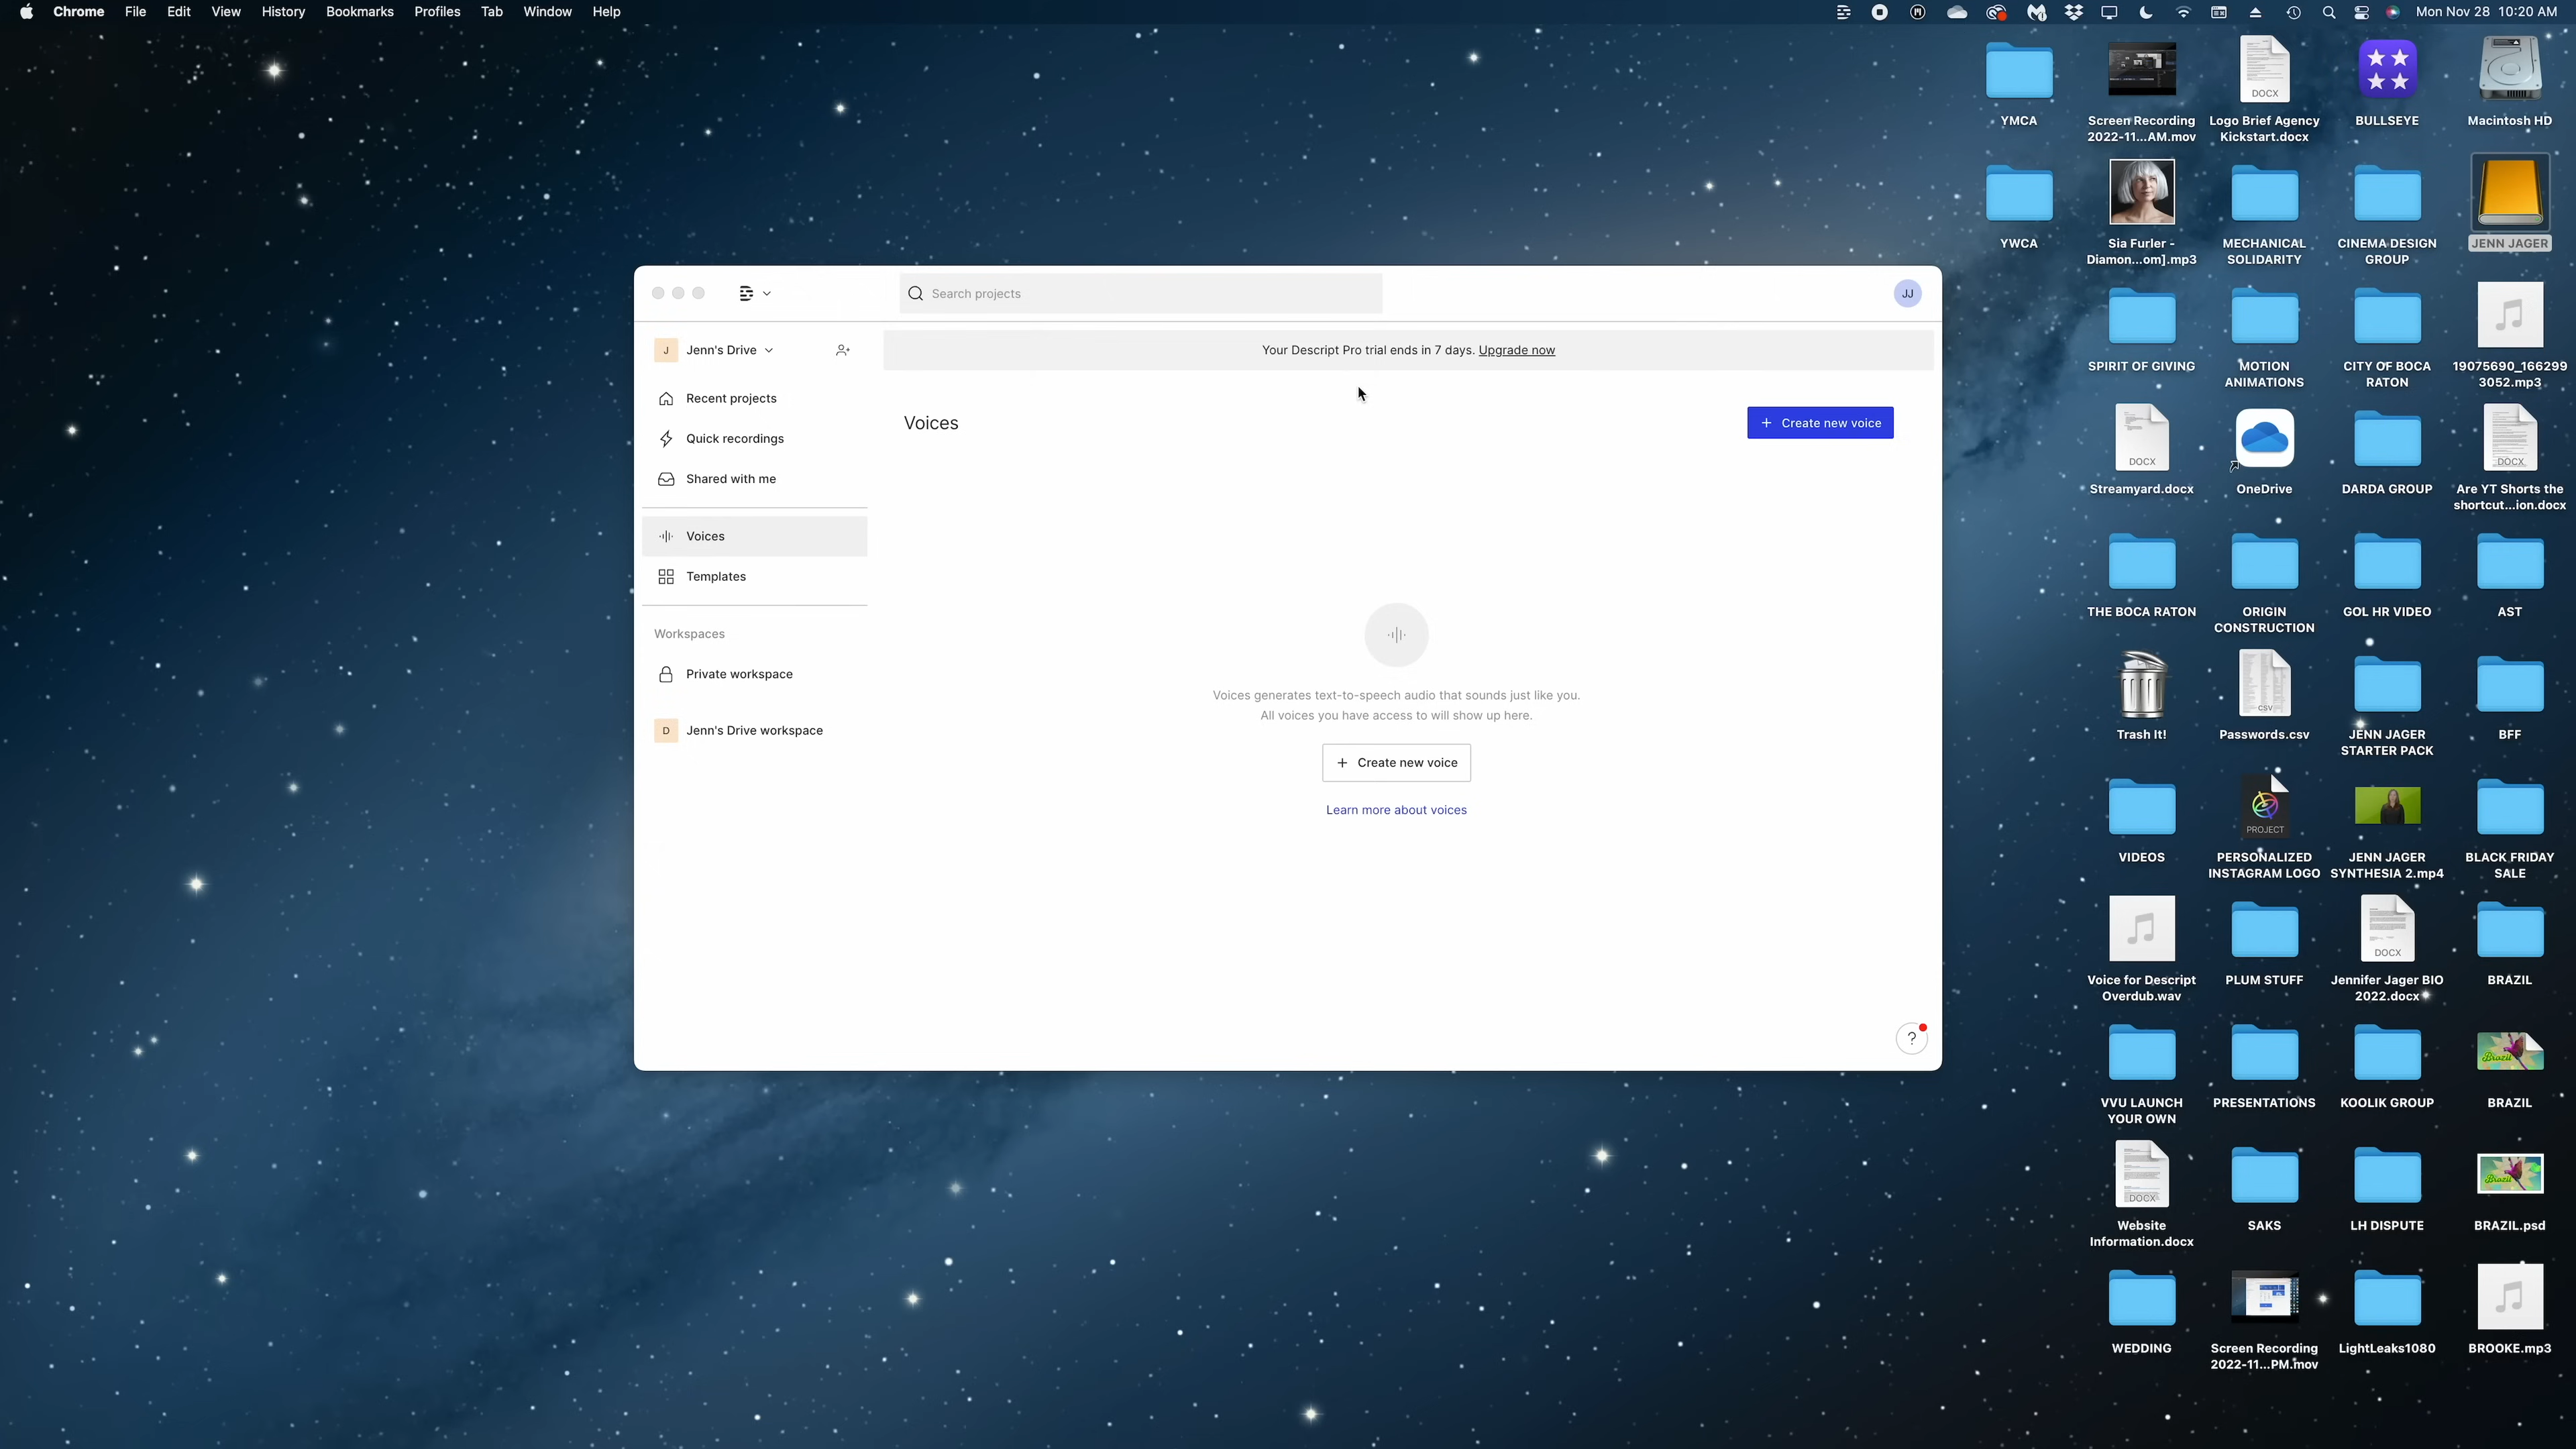 Chrome File Edit View History Bookmarks Profiles Tab Window Help
Mon Nov 28 10:20 AM
Search projects
JJ
J Jenn's Drive
Your Descript Pro trial ends in 7 days. Upgrade now
Recent projects
Quick recordings
Shared with me
Voices
Templates
Workspaces
Private workspace
D Jenn's Drive workspace
Voices
+ Create new voice
Voices generates text-to-speech audio that sounds just like you.
All voices you have access to will show up here.
+ Create new voice
Learn more about voices
?
YMCA
Screen Recording
2022-11...AM.mov
DOCX
Logo Brief Agency
Kickstart.docx
BULLSEYE
Macintosh HD
YWCA
Sia Furler -
Diamon...om].mp3
MECHANICAL
SOLIDARITY
CINEMA DESIGN
GROUP
JENN JAGER
SPIRIT OF GIVING
MOTION
ANIMATIONS
CITY OF BOCA
RATON
19075690_166299
3052.mp3
DOCX
Streamyard.docx
OneDrive
DARDA GROUP
DOCX
Are YT Shorts the
shortcut...ion.docx
THE BOCA RATON
ORIGIN
CONSTRUCTION
GOL HR VIDEO
AST
Trash It!
CSV
Passwords.csv
JENN JAGER
STARTER PACK
BFF
VIDEOS
PROJECT
PERSONALIZED
INSTAGRAM LOGO
JENN JAGER
SYNTHESIA 2.mp4
BLACK FRIDAY
SALE
Voice for Descript
Overdub.wav
PLUM STUFF
DOCX
Jennifer Jager BIO
2022.docx
BRAZIL
VVU LAUNCH
YOUR OWN
PRESENTATIONS
KOOLIK GROUP
Brazil
BRAZIL
DOCX
Website
Information.docx
SAKS
LH DISPUTE
Brazil
BRAZIL.psd
WEDDING
Screen Recording
2022-11...PM.mov
LightLeaks1080
BROOKE.mp3